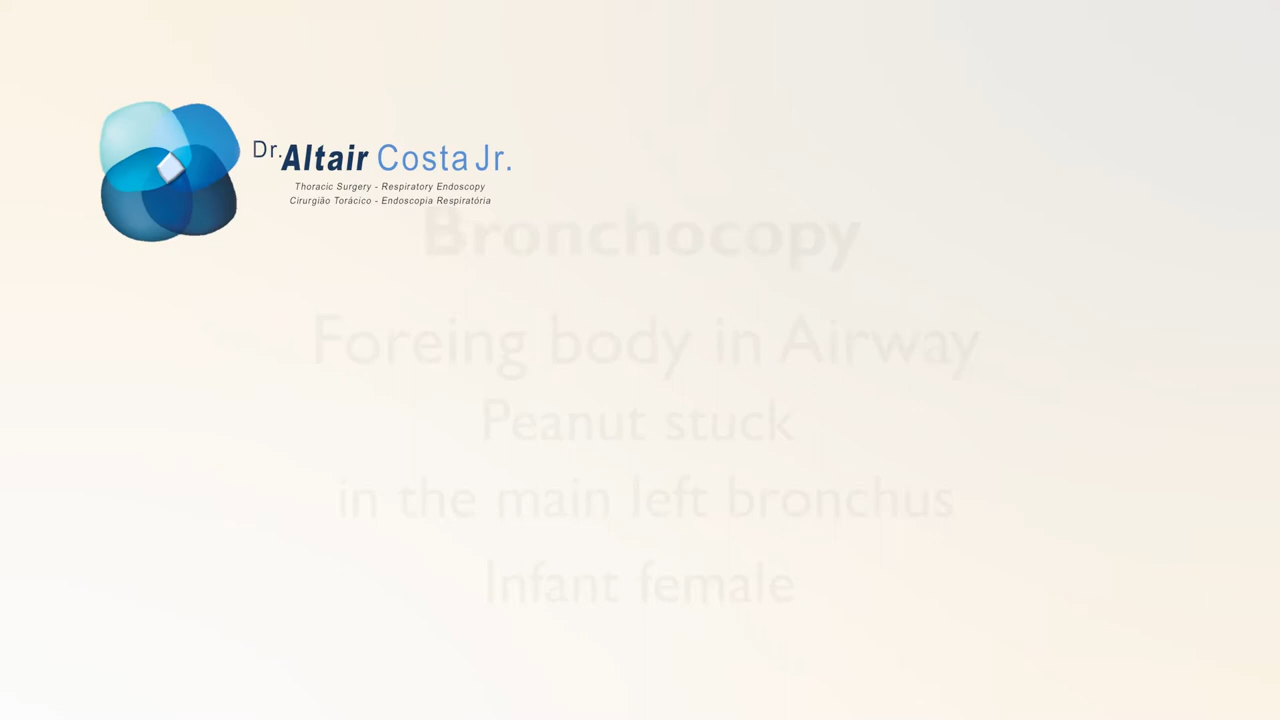 Dr. Altair Costa Jr.
Thoracic Surgery - Respiratory Endoscopy
Cirurgião Torácico - Endoscopia Respiratória
Bronchocopy
Foreing body in Airway
Peanut stuck
in the main left bronchus
Infant female